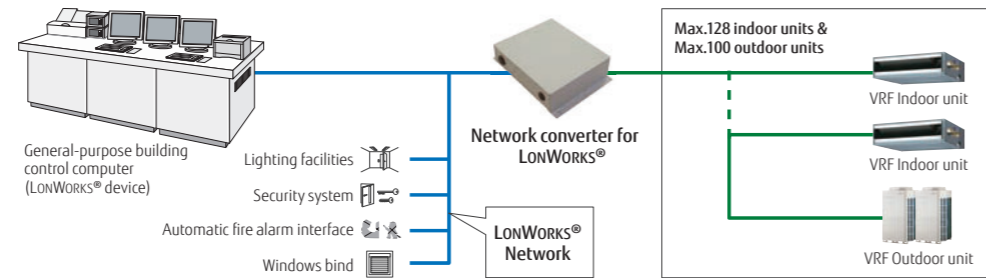 General-purpose building
control computer
(LONWORKS® device)
Lighting facilities
Security system
Automatic fire alarm interface
Windows bind
LONWORKS®
Network
Network converter for
LONWORKS®
Max.128 indoor units &
Max.100 outdoor units
VRF Indoor unit
VRF Indoor unit
VRF Outdoor unit